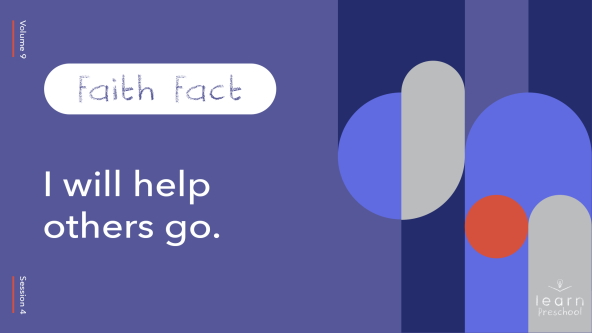 Volume 9
Faith Fact
I will help
others go.
Session 4
learn
Preschool